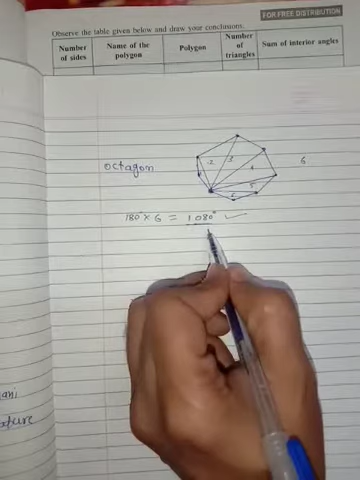 FOR FREE DISTRIBUTION
Observe the table given below and draw your conclusions.
Number of sides
Name of the polygon
Polygon
Number of triangles
Sum of interior angles
octagon
2 3 4 5 6
6
180° × 6 = 1080° ✓
ani